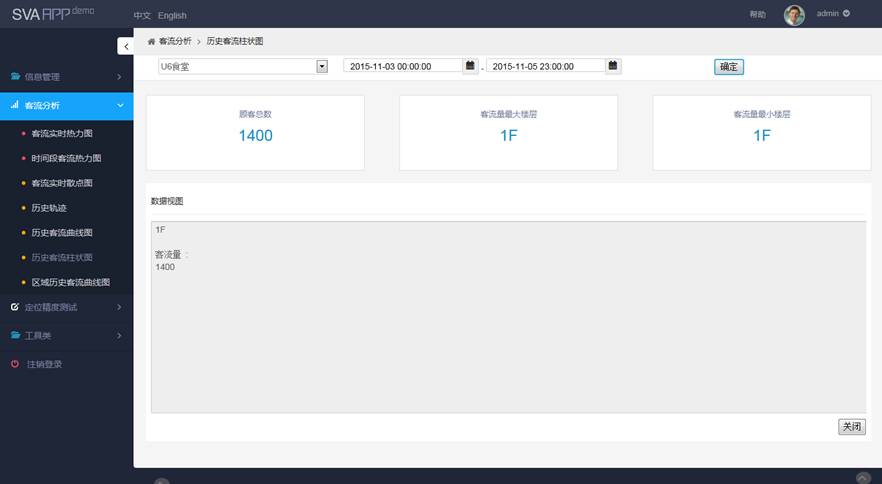 SVA APP demo
中文 English
帮助
admin
信息管理
客流分析
客流实时热力图
时间段客流热力图
客流实时散点图
历史轨迹
历史客流曲线图
历史客流柱状图
区域历史客流曲线图
定位精度测试
工具类
注销登录
客流分析 > 历史客流柱状图
U6食堂
2015-11-03 00:00:00 - 2015-11-05 23:00:00
确定
顾客总数
1400
客流量最大楼层
1F
客流量最小楼层
1F
数据视图
1F
客流量 :
1400
关闭